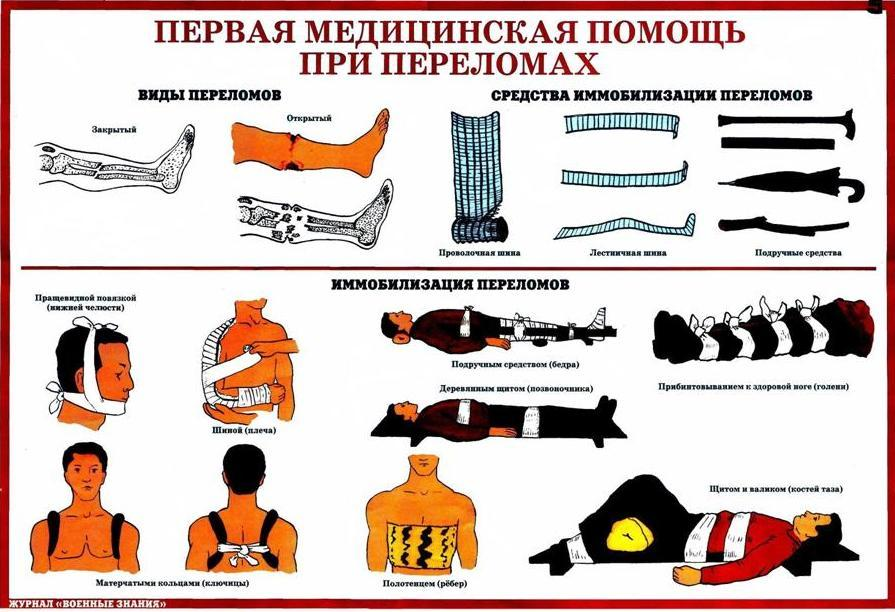 ПЕРВАЯ МЕДИЦИНСКАЯ ПОМОЩЬ
ПРИ ПЕРЕЛОМАХ
ВИДЫ ПЕРЕЛОМОВ
Закрытый
Открытый
СРЕДСТВА ИММОБИЛИЗАЦИИ ПЕРЕЛОМОВ
Проволочная шина
Лестничная шина
Подручные средства
ИММОБИЛИЗАЦИЯ ПЕРЕЛОМОВ
Пращевидной повязкой
(нижней челюсти)
Шиной (плеча)
Подручным средством (бедра)
Деревянным щитом (позвоночника)
Прибинтовыванием к здоровой ноге (голени)
Матерчатыми кольцами (ключицы)
Полотенцем (рёбер)
Щитом и валиком (костей таза)
ЖУРНАЛ «ВОЕННЫЕ ЗНАНИЯ»